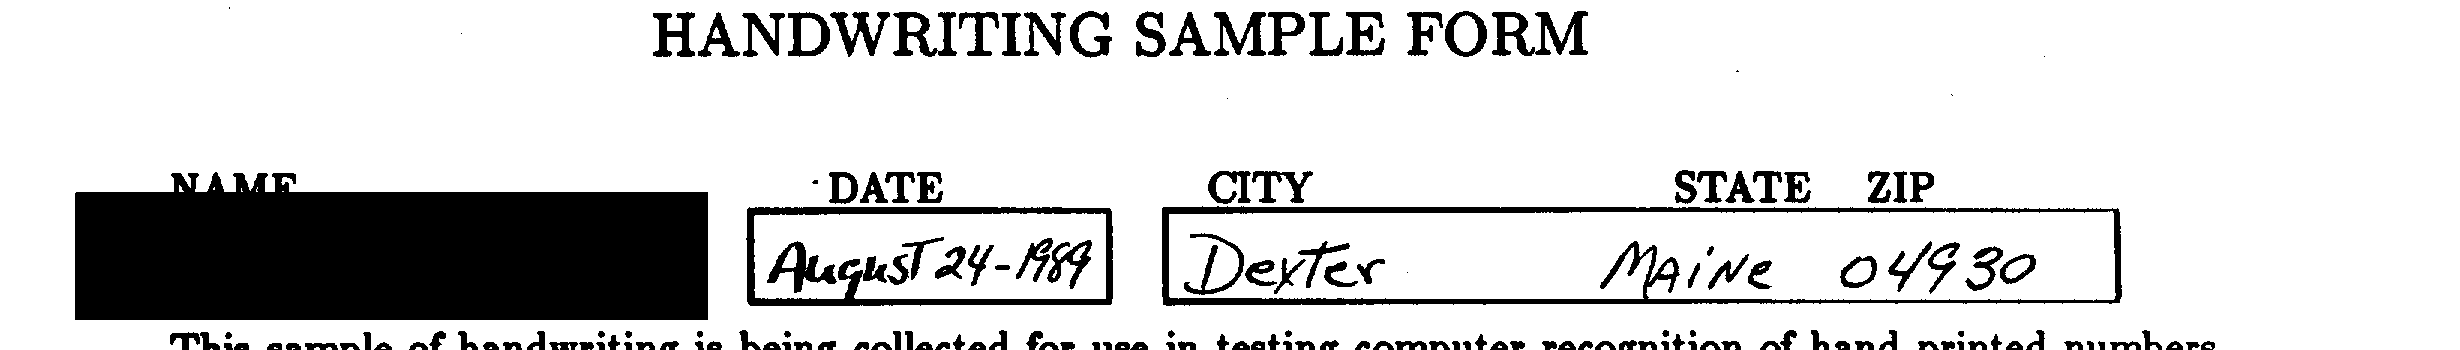 HANDWRITING SAMPLE FORM
NAME DATE CITY STATE ZIP
August 24-1989 Dexter MAiNe 04930
This sample of handwriting is being collected for use in testing computer recognition of hand printed numbers